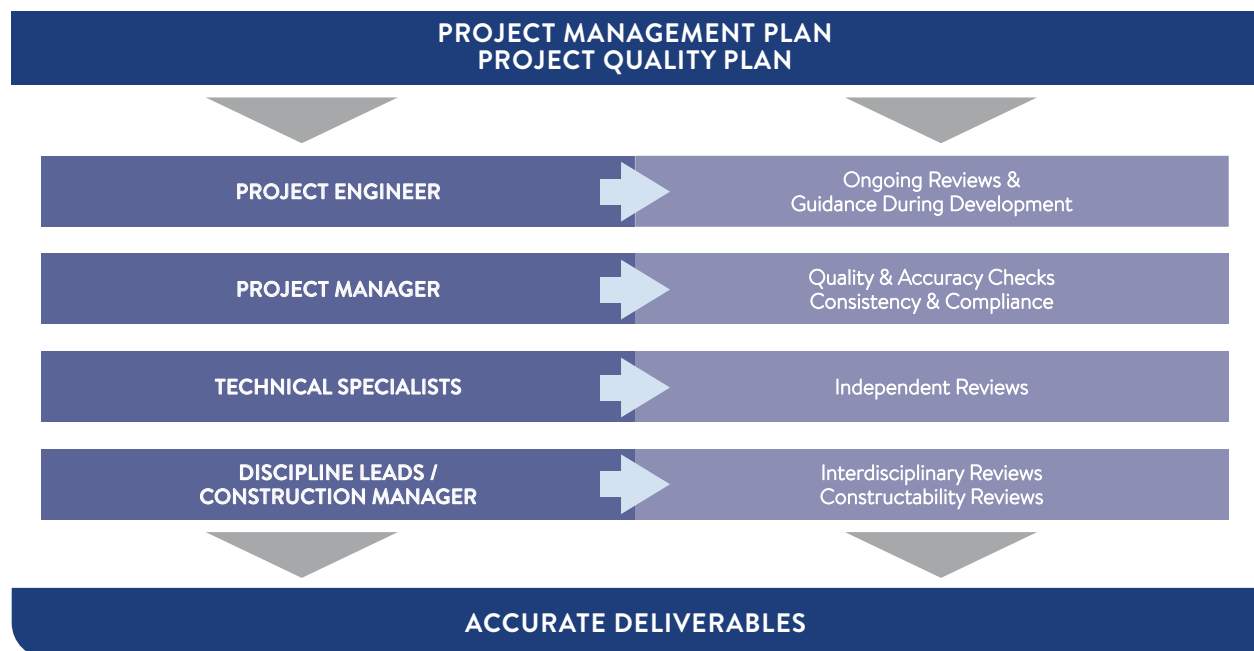 PROJECT MANAGEMENT PLAN
PROJECT QUALITY PLAN
PROJECT ENGINEER
Ongoing Reviews &
Guidance During Development
PROJECT MANAGER
Quality & Accuracy Checks
Consistency & Compliance
TECHNICAL SPECIALISTS
Independent Reviews
DISCIPLINE LEADS /
CONSTRUCTION MANAGER
Interdisciplinary Reviews
Constructability Reviews
ACCURATE DELIVERABLES